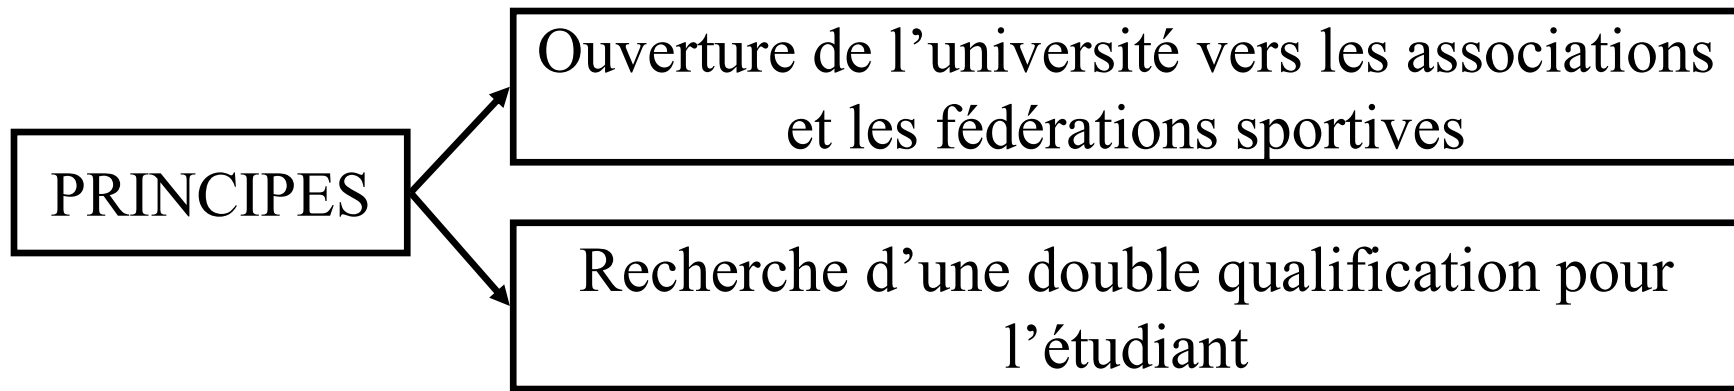 PRINCIPES
Ouverture de l’université vers les associations
et les fédérations sportives
Recherche d’une double qualification pour
l’étudiant